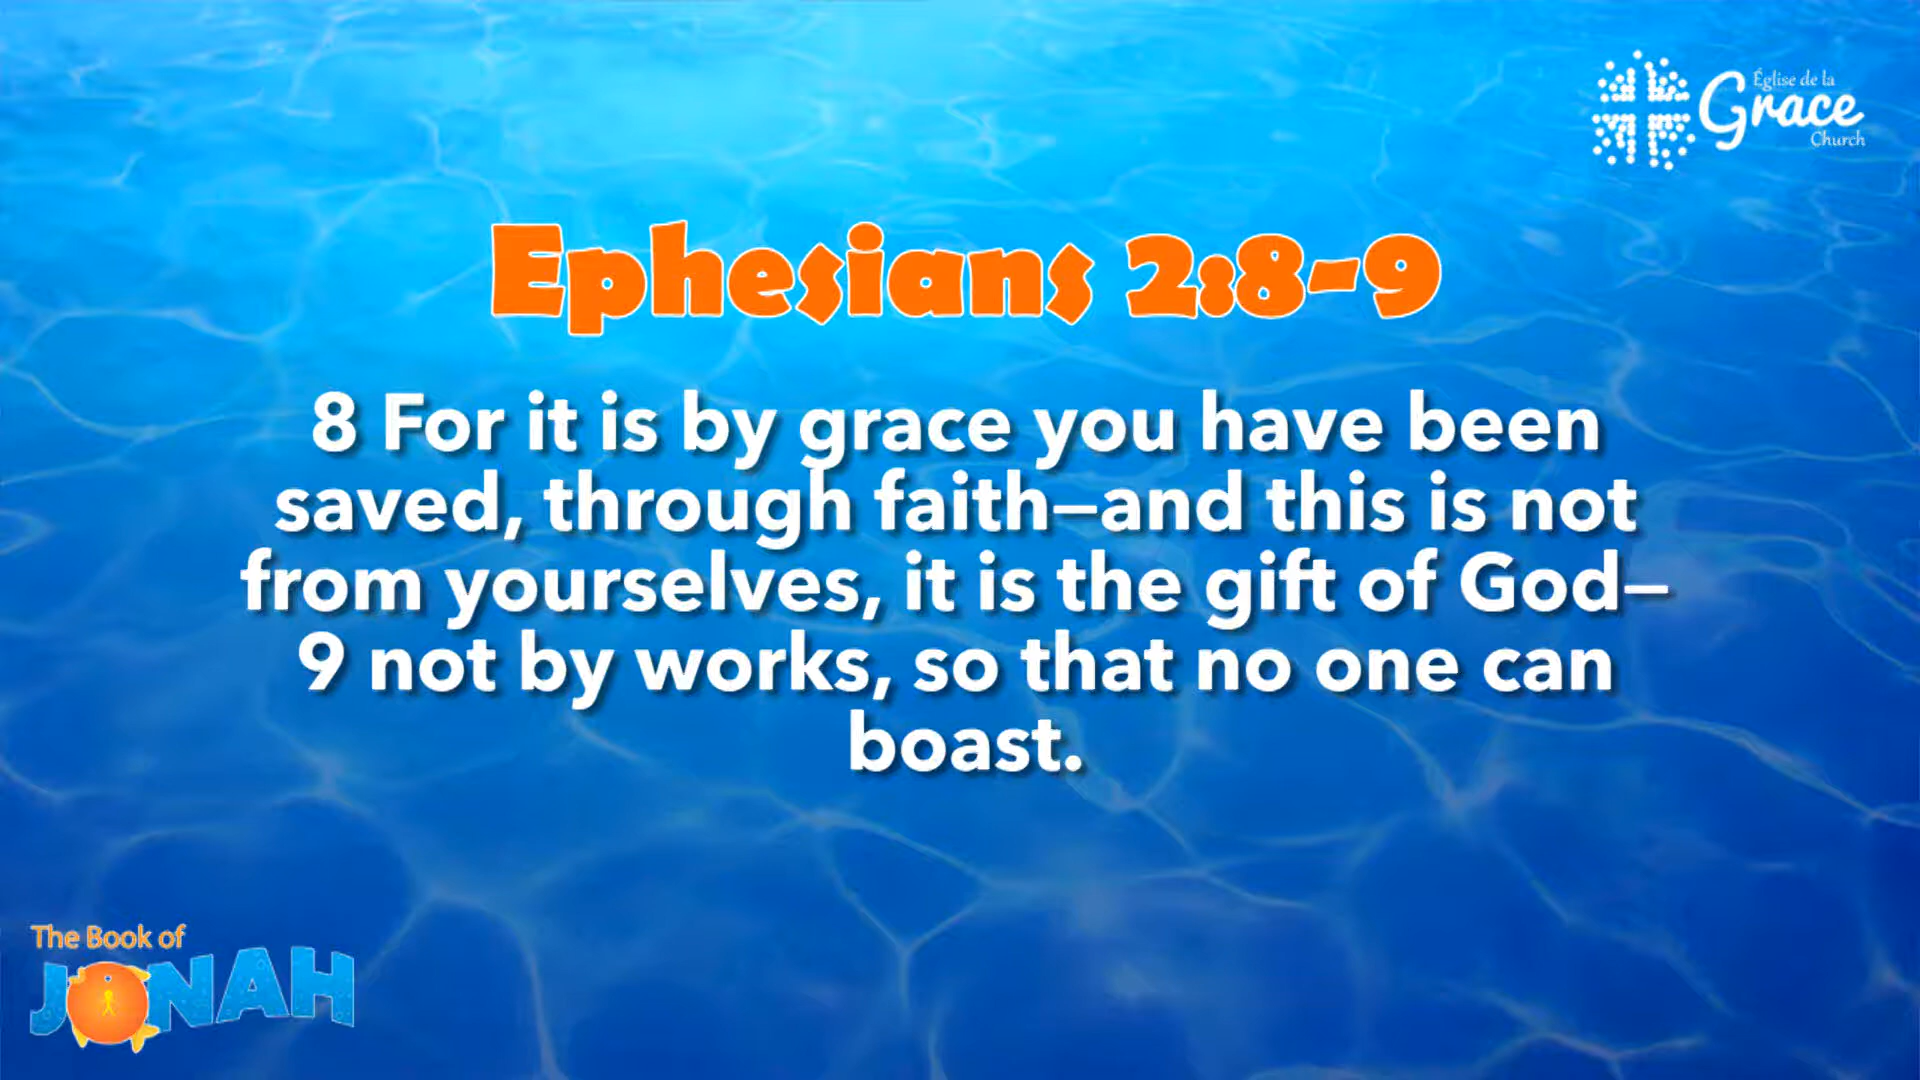 Église de la
Grace
Church
Ephesians 2:8-9
8 For it is by grace you have been
saved, through faith—and this is not
from yourselves, it is the gift of God—
9 not by works, so that no one can
boast.
The Book of
JONAH